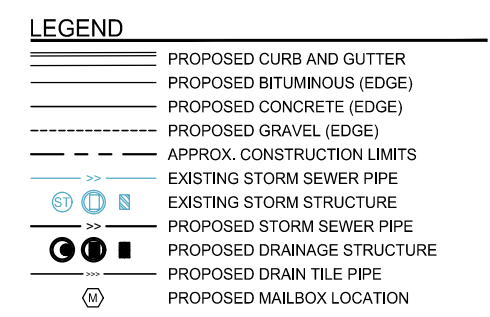 LEGEND
PROPOSED CURB AND GUTTER
PROPOSED BITUMINOUS (EDGE)
PROPOSED CONCRETE (EDGE)
PROPOSED GRAVEL (EDGE)
APPROX. CONSTRUCTION LIMITS
>> EXISTING STORM SEWER PIPE
ST EXISTING STORM STRUCTURE
>> PROPOSED STORM SEWER PIPE
PROPOSED DRAINAGE STRUCTURE
>>> PROPOSED DRAIN TILE PIPE
M PROPOSED MAILBOX LOCATION